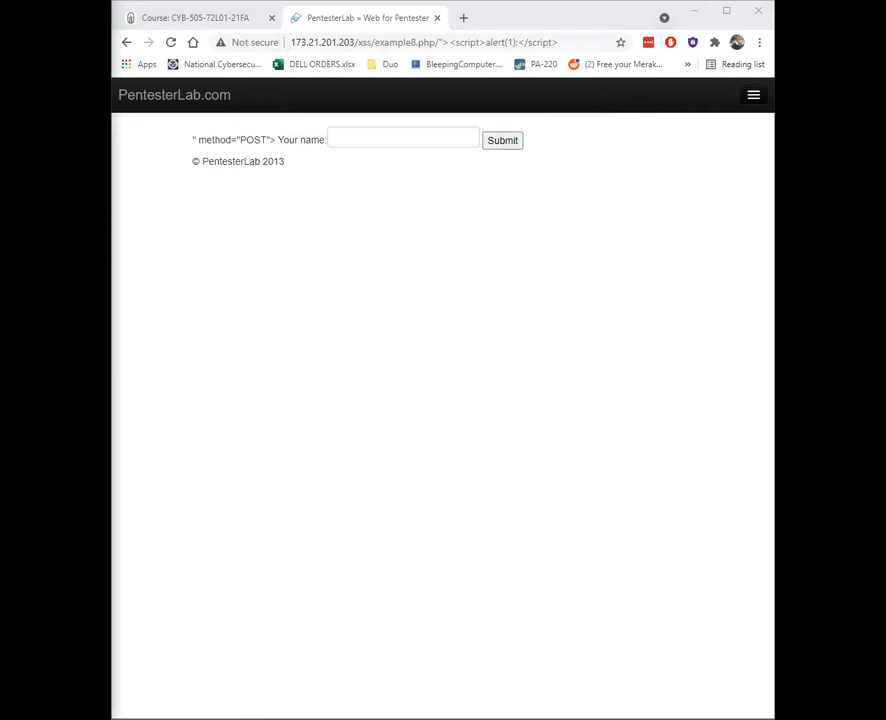 Course: CYB-505-72L01-21FA
PentesterLab » Web for Pentester
Not secure
173.21.201.203/xss/example8.php/"><script>alert(1);</script>
Apps
National Cybersecu...
DELL ORDERS.xlsx
Duo
BleepingComputer....
PA-220
(2) Free your Merak...
»
Reading list
PentesterLab.com
" method="POST"> Your name:
Submit
© PentesterLab 2013